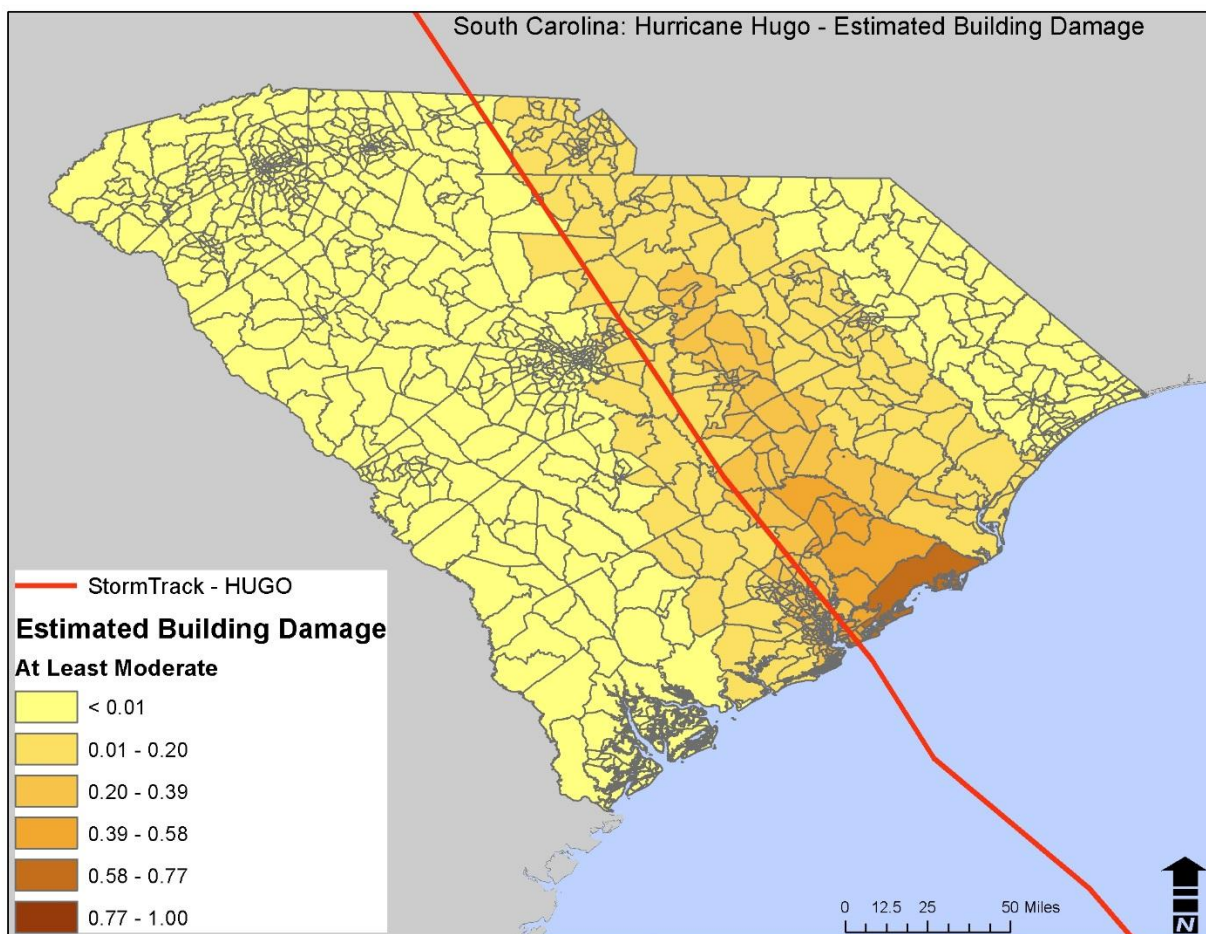 South Carolina: Hurricane Hugo - Estimated Building Damage
StormTrack - HUGO
Estimated Building Damage
At Least Moderate
< 0.01
0.01 - 0.20
0.20 - 0.39
0.39 - 0.58
0.58 - 0.77
0.77 - 1.00
0 12.5 25 50 Miles
N